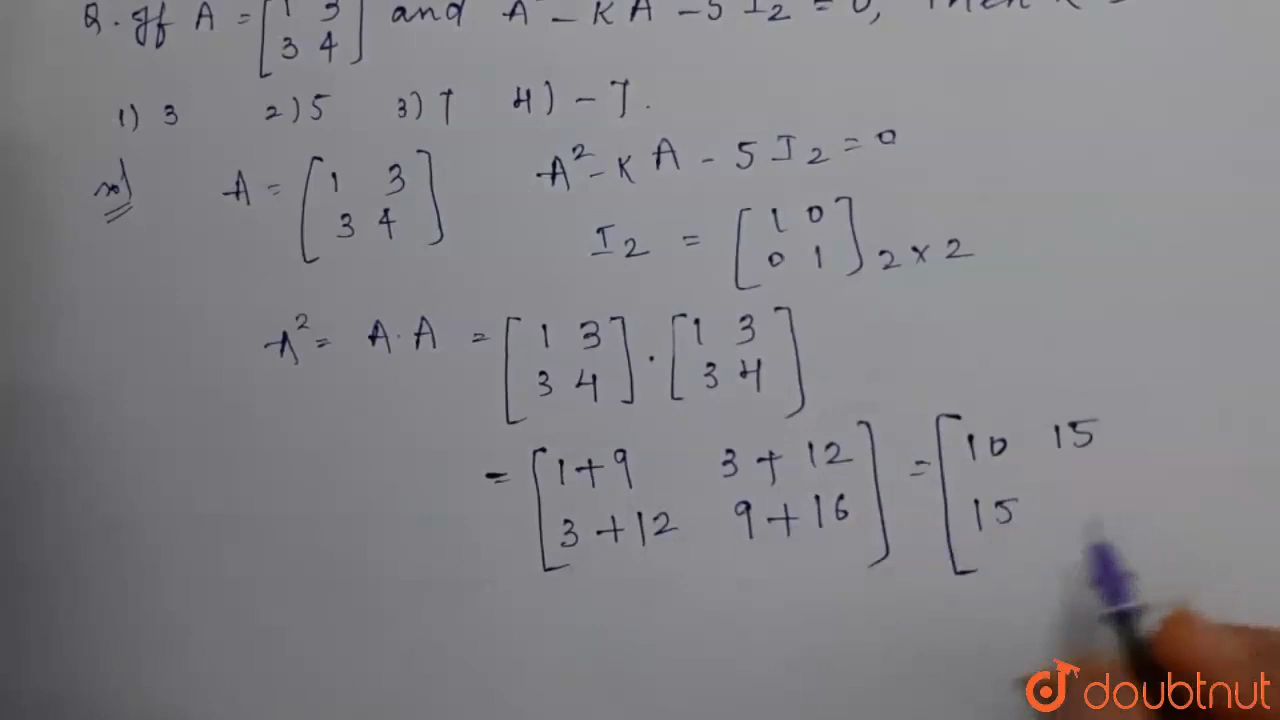 Q. If A = [1 3
3 4] and A² - K A - 5 I2 = 0, Then K =
1) 3 2) 5 3) 7 4) - 7.
sol A = [1 3
3 4] A² - K A - 5 I2 = 0
I2 = [1 0
0 1] 2 x 2
A² = A . A = [1 3
3 4] . [1 3
3 4]
= [1+9 3+12
3+12 9+16] = [10 15
15
doubtnut